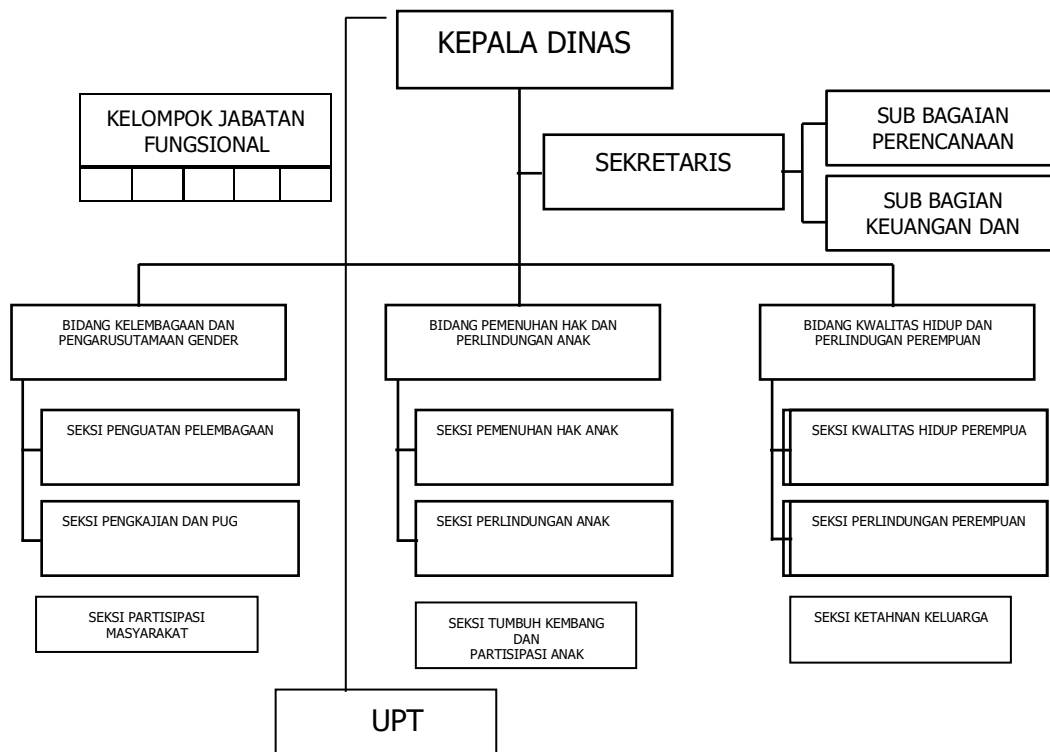 KEPALA DINAS
KELOMPOK JABATAN
FUNGSIONAL
SEKRETARIS
SUB BAGAIAN
PERENCANAAN
SUB BAGIAN
KEUANGAN DAN
BIDANG KELEMBAGAAN DAN
PENGARUSUTAMAAN GENDER
SEKSI PENGUATAN PELEMBAGAAN
SEKSI PENGKAJIAN DAN PUG
SEKSI PARTISIPASI
MASYARAKAT
BIDANG PEMENUHAN HAK DAN
PERLINDUNGAN ANAK
SEKSI PEMENUHAN HAK ANAK
SEKSI PERLINDUNGAN ANAK
SEKSI TUMBUH KEMBANG
DAN
PARTISIPASI ANAK
BIDANG KWALITAS HIDUP DAN
PERLINDUGAN PEREMPUAN
SEKSI KWALITAS HIDUP PEREMPUA
SEKSI PERLINDUNGAN PEREMPUAN
SEKSI KETAHNAN KELUARGA
UPT